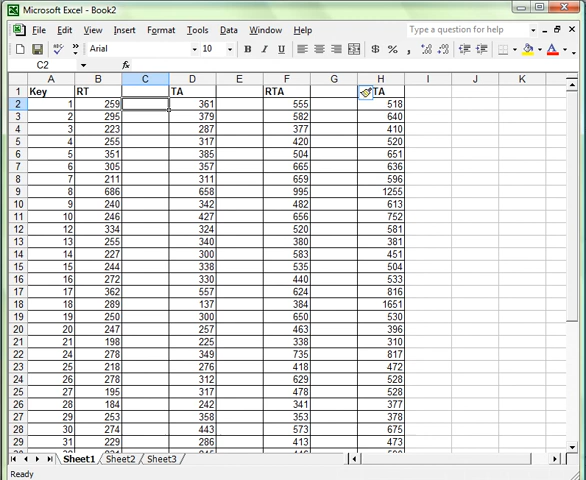 Microsoft Excel - Book2
File Edit View Insert Format Tools Data Window Help Type a question for help
Arial 10 B I U $ %
C2 fx
A B C D E F G H I J K
1 Key RT TA RTA TA
2 1 259 361 555 518
3 2 295 379 582 640
4 3 223 287 377 410
5 4 255 317 420 520
6 5 351 385 504 651
7 6 305 357 665 636
8 7 211 311 659 596
9 8 686 658 995 1255
10 9 240 342 482 613
11 10 246 427 656 752
12 12 334 324 520 581
13 13 255 340 380 381
14 14 227 300 583 451
15 15 244 338 535 504
16 16 272 330 440 533
17 17 362 557 624 816
18 18 289 137 384 1651
19 19 250 300 650 530
20 20 247 257 463 396
21 21 198 225 338 310
22 24 278 349 735 817
23 25 218 276 418 472
24 26 278 312 629 528
25 27 195 317 478 528
26 28 184 242 341 377
27 29 253 358 353 378
28 30 274 443 573 675
29 31 229 286 413 473
Sheet1 Sheet2 Sheet3
Ready